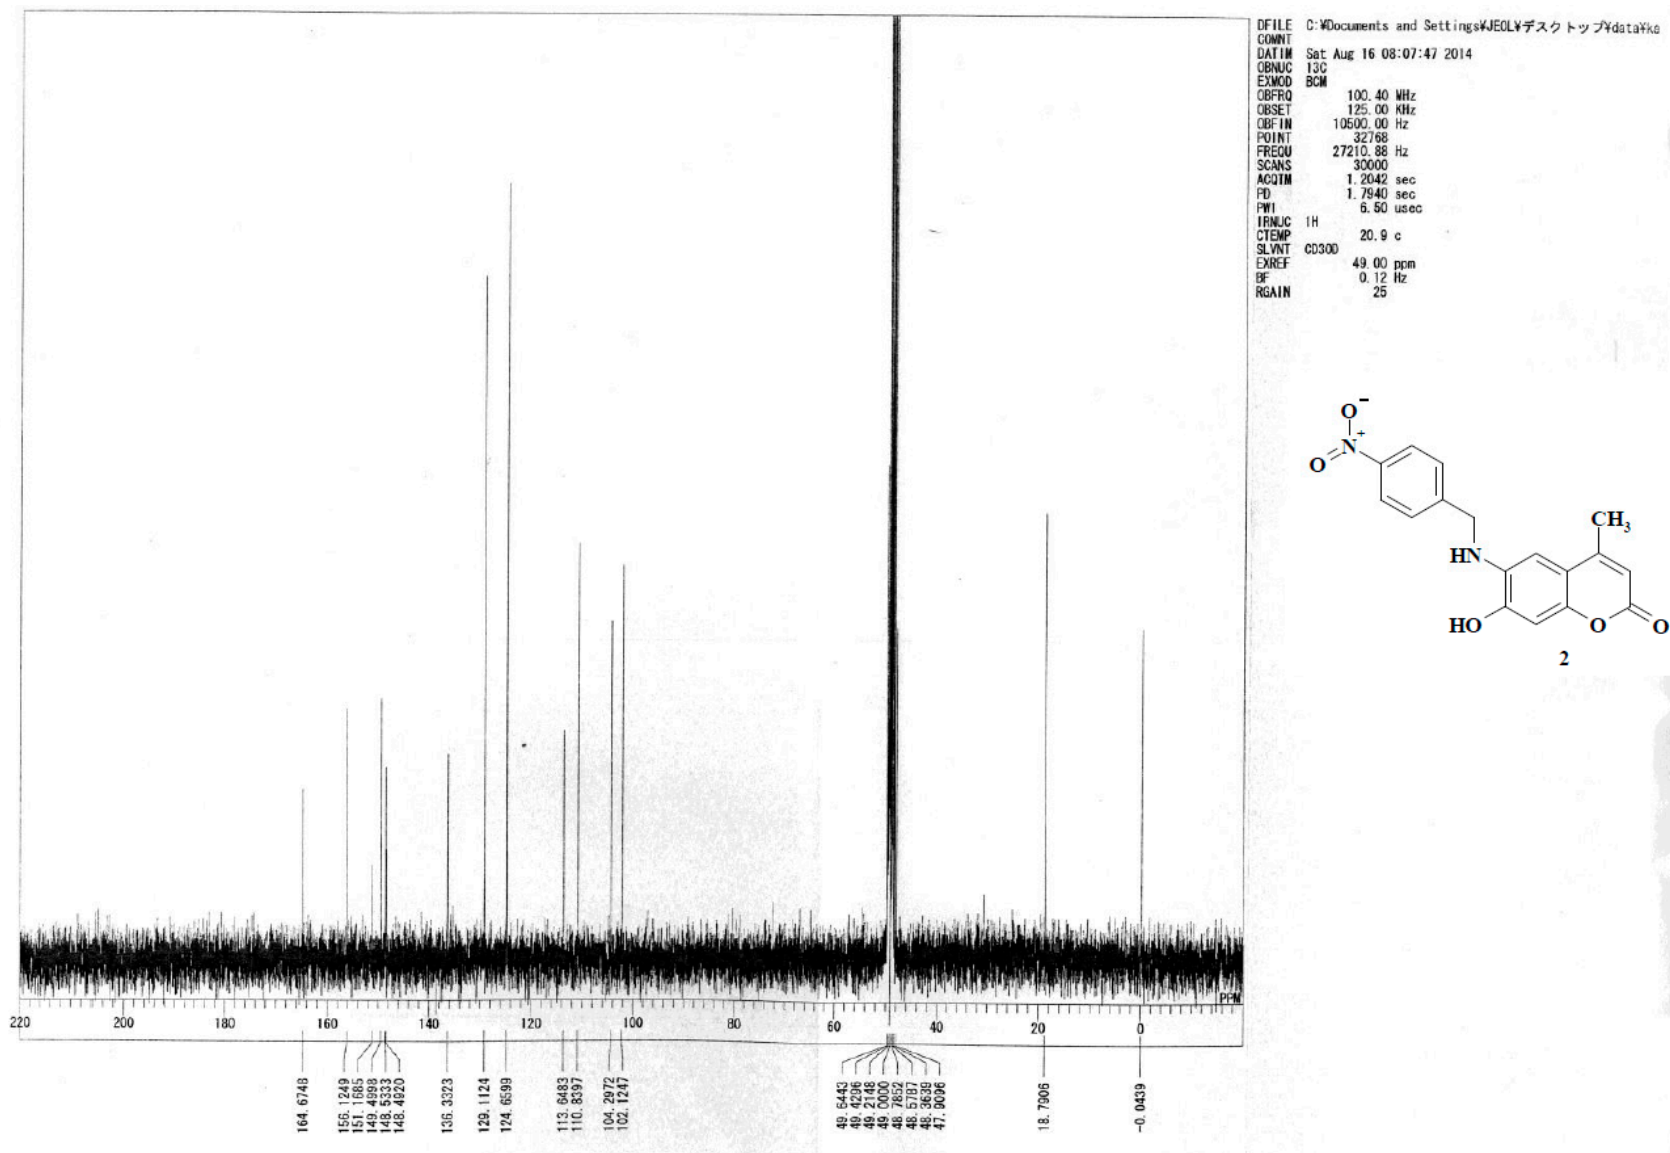 DFILE C:¥Documents and Settings¥JEOL¥デスクトップ¥data¥ka
COMNT
DATIM Sat Aug 16 08:07:47 2014
OBNUC 13C
EXMOD BCM
OBFRQ 100.40 MHz
OBSET 125.00 KHz
OBFIN 10500.00 Hz
POINT 32768
FREQU 27210.88 Hz
SCANS 30000
ACQTM 1.2042 sec
PD 1.7940 sec
PW1 6.50 usec
IRNUC 1H
CTEMP 20.9 c
SLVNT CD3OD
EXREF 49.00 ppm
BF 0.12 Hz
RGAIN 25
O−
N+
O
CH3
HN
HO
O
O
2
PPM
220 200 180 160 140 120 100 80 60 40 20 0
164.6748
156.1249
151.1685
149.4998
148.5333
148.4920
136.3323
129.1124
124.6599
113.6483
110.8397
104.2972
102.1247
49.6443
49.4296
49.2148
49.0000
48.7852
48.5787
48.3639
47.9096
18.7906
-0.0439